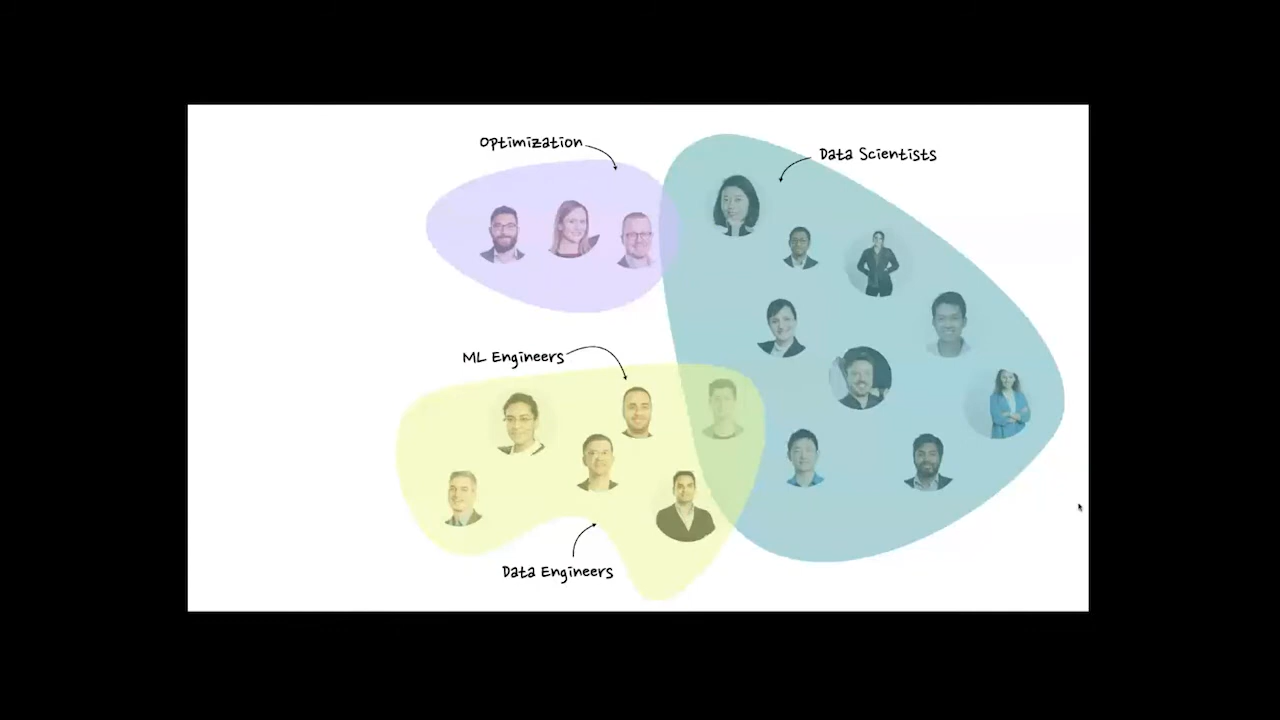 Optimization
Data Scientists
ML Engineers
Data Engineers